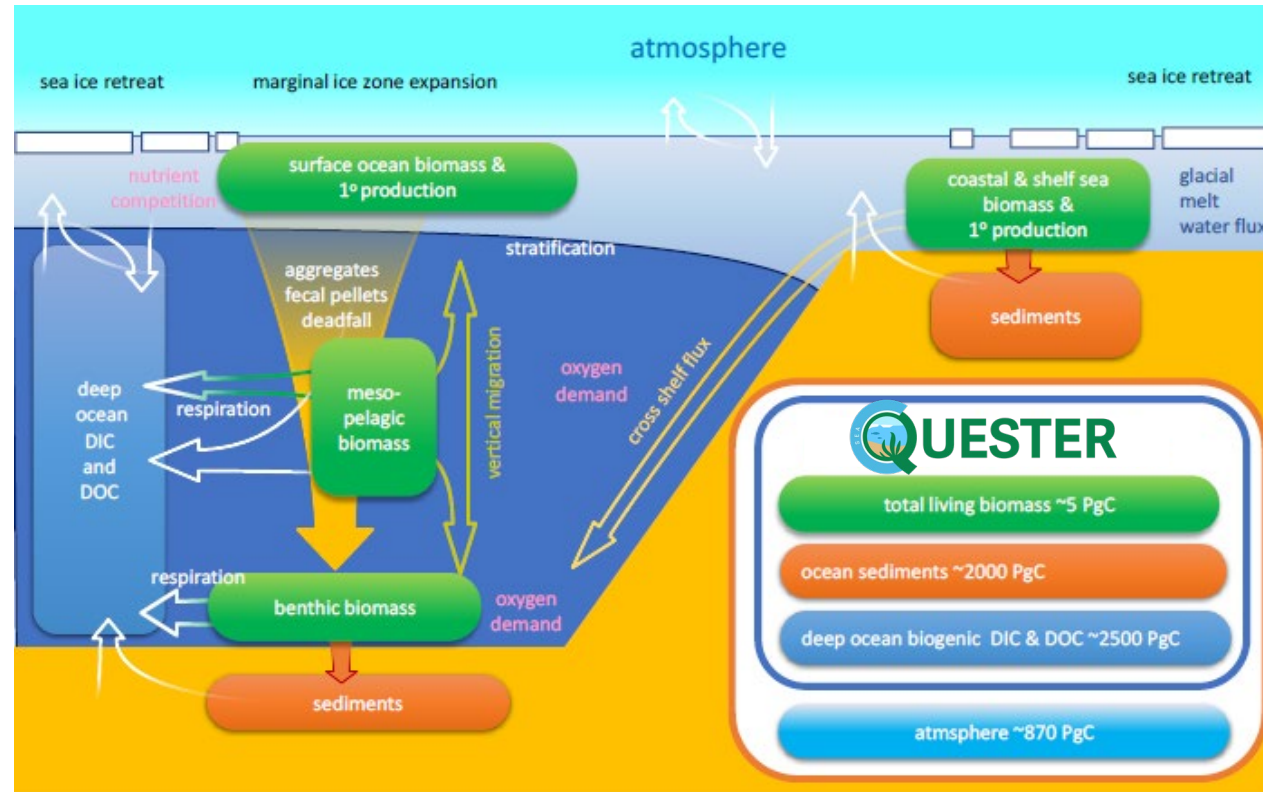 atmosphere
sea ice retreat
marginal ice zone expansion
sea ice retreat
nutrient
competition
surface ocean biomass &
1º production
coastal & shelf sea
biomass &
1º production
glacial
melt
water flux
stratification
aggregates
fecal pellets
deadfall
sediments
meso-
pelagic
biomass
vertical migration
oxygen
demand
cross shelf flux
deep
ocean
DIC
and
DOC
respiration
respiration
benthic biomass
oxygen
demand
sediments
QUESTER
total living biomass ~5 PgC
ocean sediments ~2000 PgC
deep ocean biogenic DIC & DOC ~2500 PgC
atmsphere ~870 PgC